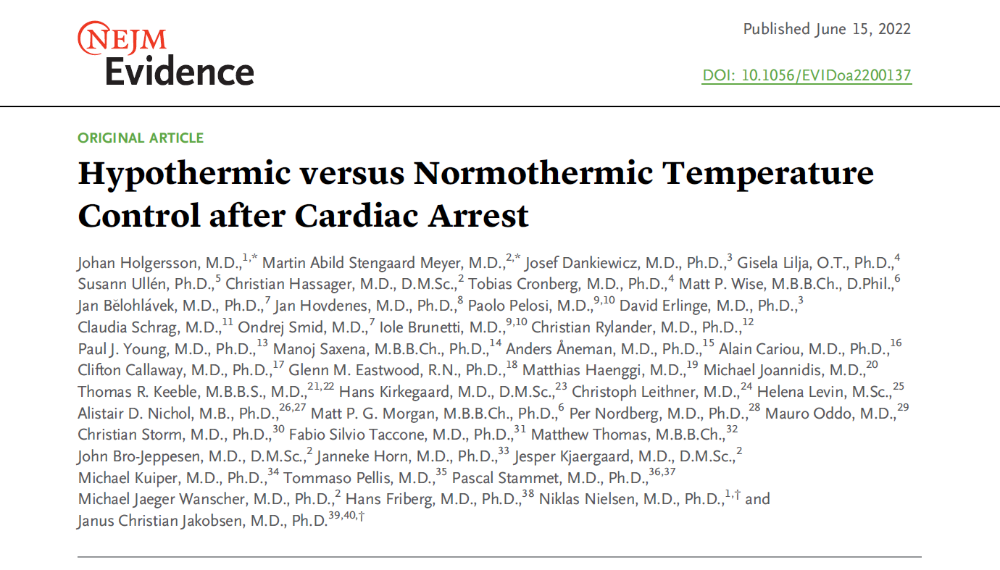 NEJM
Evidence
Published June 15, 2022
DOI: 10.1056/EVIDoa2200137
ORIGINAL ARTICLE
Hypothermic versus Normothermic Temperature
Control after Cardiac Arrest
Johan Holgersson, M.D.,1,* Martin Abild Stengaard Meyer, M.D.,2,* Josef Dankiewicz, M.D., Ph.D.,3 Gisela Lilja, O.T., Ph.D.,4
Susann Ullén, Ph.D.,5 Christian Hassager, M.D., D.M.Sc.,2 Tobias Cronberg, M.D., Ph.D.,4 Matt P. Wise, M.B.B.Ch., D.Phil.,6
Jan Bĕlohlávek, M.D., Ph.D.,7 Jan Hovdenes, M.D., Ph.D.,8 Paolo Pelosi, M.D.,9,10 David Erlinge, M.D., Ph.D.,3
Claudia Schrag, M.D.,11 Ondrej Smid, M.D.,7 Iole Brunetti, M.D.,9,10 Christian Rylander, M.D., Ph.D.,12
Paul J. Young, M.D., Ph.D.,13 Manoj Saxena, M.B.B.Ch., Ph.D.,14 Anders Åneman, M.D., Ph.D.,15 Alain Cariou, M.D., Ph.D.,16
Clifton Callaway, M.D., Ph.D.,17 Glenn M. Eastwood, R.N., Ph.D.,18 Matthias Haenggi, M.D.,19 Michael Joannidis, M.D.,20
Thomas R. Keeble, M.B.B.S., M.D.,21,22 Hans Kirkegaard, M.D., D.M.Sc.,23 Christoph Leithner, M.D.,24 Helena Levin, M.Sc.,25
Alistair D. Nichol, M.B., Ph.D.,26,27 Matt P. G. Morgan, M.B.B.Ch., Ph.D.,6 Per Nordberg, M.D., Ph.D.,28 Mauro Oddo, M.D.,29
Christian Storm, M.D., Ph.D.,30 Fabio Silvio Taccone, M.D., Ph.D.,31 Matthew Thomas, M.B.B.Ch.,32
John Bro-Jeppesen, M.D., D.M.Sc.,2 Janneke Horn, M.D., Ph.D.,33 Jesper Kjaergaard, M.D., D.M.Sc.,2
Michael Kuiper, M.D., Ph.D.,34 Tommaso Pellis, M.D.,35 Pascal Stammet, M.D., Ph.D.,36,37
Michael Jaeger Wanscher, M.D., Ph.D.,2 Hans Friberg, M.D., Ph.D.,38 Niklas Nielsen, M.D., Ph.D.,1,† and
Janus Christian Jakobsen, M.D., Ph.D.39,40,†